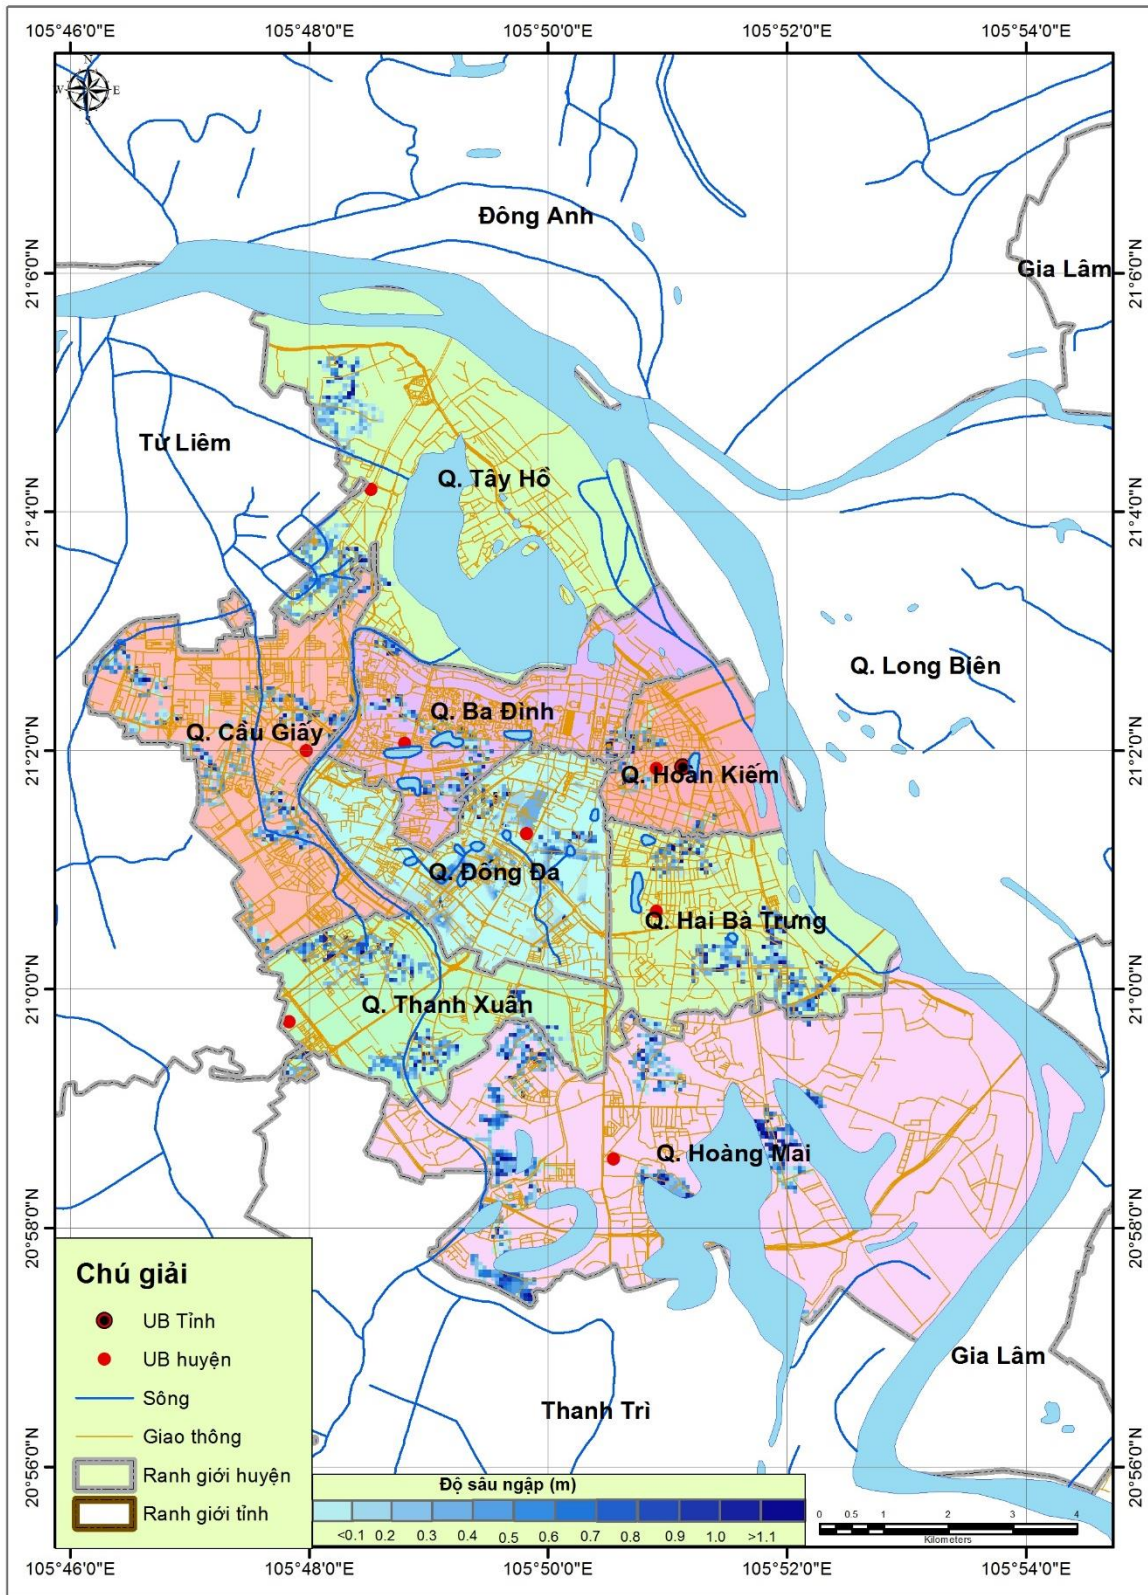 105°46'0"E 105°48'0"E 105°50'0"E 105°52'0"E 105°54'0"E
N
W E
S
Đông Anh
21°6'0"N
Gia Lâm
21°6'0"N
Từ Liêm
Q. Tây Hồ
21°4'0"N
21°4'0"N
Q. Long Biên
Q. Ba Đình
Q. Cầu Giấy
21°2'0"N
21°2'0"N
Q. Hoàn Kiếm
Q. Đống Đa
Q. Hai Bà Trưng
21°0'0"N
21°0'0"N
Q. Thanh Xuân
Q. Hoàng Mai
20°58'0"N
20°58'0"N
Gia Lâm
Thanh Trì
20°56'0"N
20°56'0"N
Chú giải
UB Tỉnh
UB huyện
Sông
Giao thông
Ranh giới huyện
Ranh giới tỉnh
Độ sâu ngập (m)
<0.1 0.2 0.3 0.4 0.5 0.6 0.7 0.8 0.9 1.0 >1.1
0 0.5 1 2 3 4
Kilometers
105°46'0"E 105°48'0"E 105°50'0"E 105°52'0"E 105°54'0"E